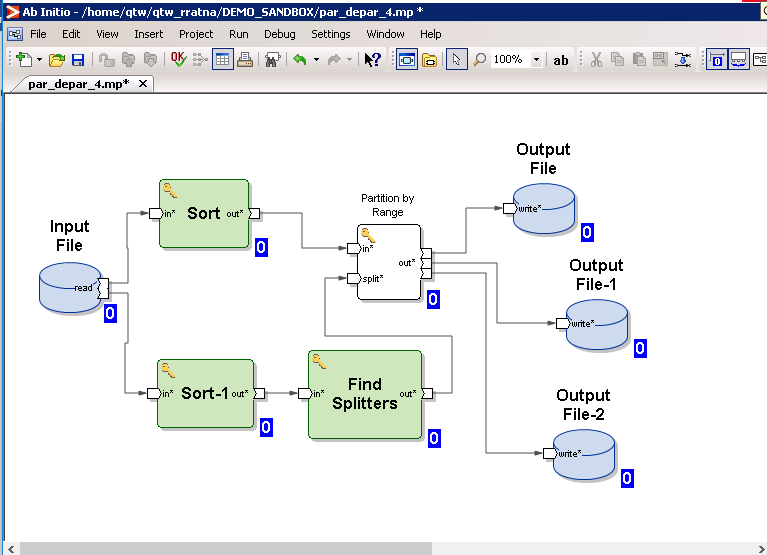 Ab Initio - /home/qtw/qtw_rratna/DEMO_SANDBOX/par_depar_4.mp *
File Edit View Insert Project Run Debug Settings Window Help
OK
100%
ab
0
par_depar_4.mp*
Output
File
write*
0
Partition by
Range
in*
out*
split*
0
Sort
in*
out*
0
Input
File
read
0
Output
File-1
write*
0
Sort-1
in*
out*
0
Find
Splitters
in*
out*
0
Output
File-2
write*
0